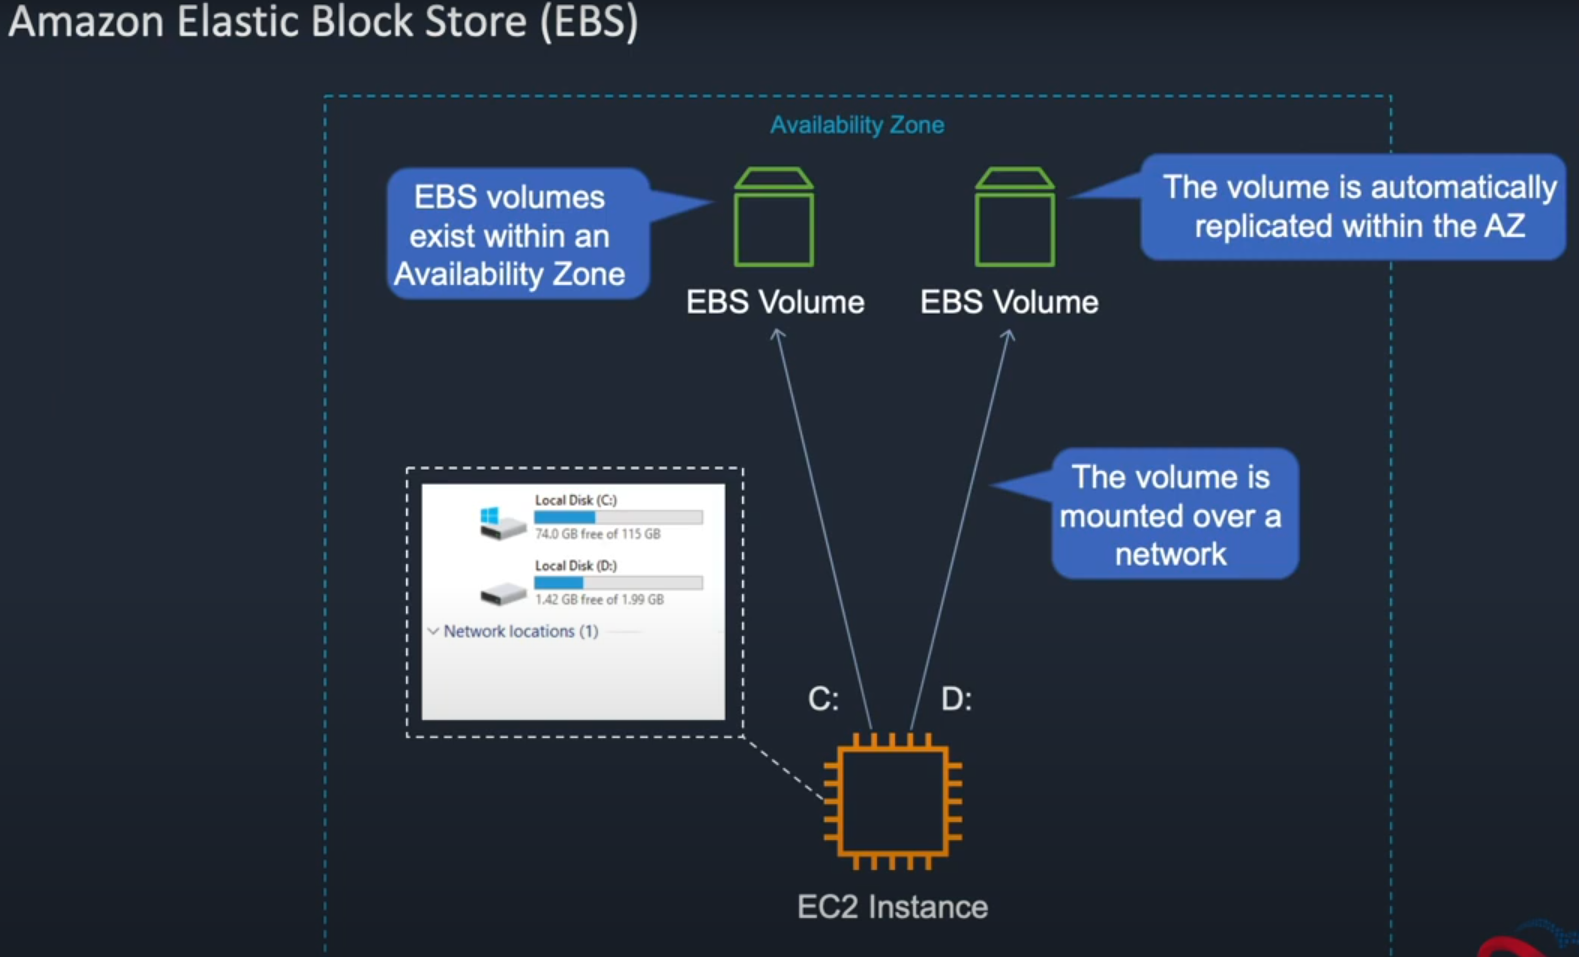 Amazon Elastic Block Store (EBS)
Availability Zone
EBS volumes
exist within an
Availability Zone
The volume is automatically
replicated within the AZ
EBS Volume
EBS Volume
The volume is
mounted over a
network
Local Disk (C:)
74.0 GB free of 115 GB
Local Disk (D:)
1.42 GB free of 1.99 GB
Network locations (1)
C:
D:
EC2 Instance